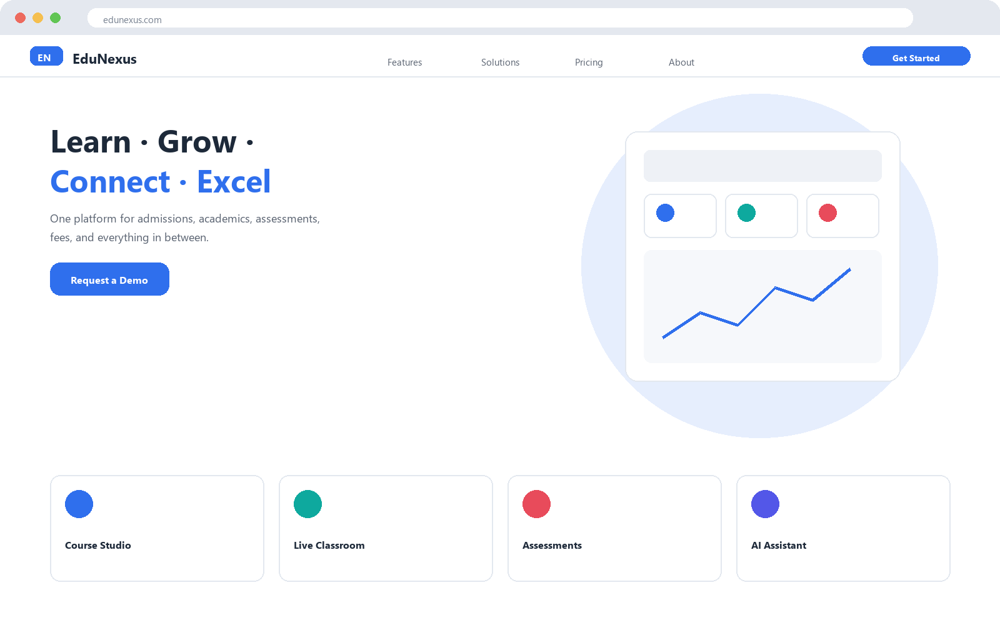 edunexus.com
EN
EduNexus
Features
Solutions
Pricing
About
Get Started
Learn · Grow ·
Connect · Excel
One platform for admissions, academics, assessments,
fees, and everything in between.
Request a Demo
Course Studio
Live Classroom
Assessments
AI Assistant